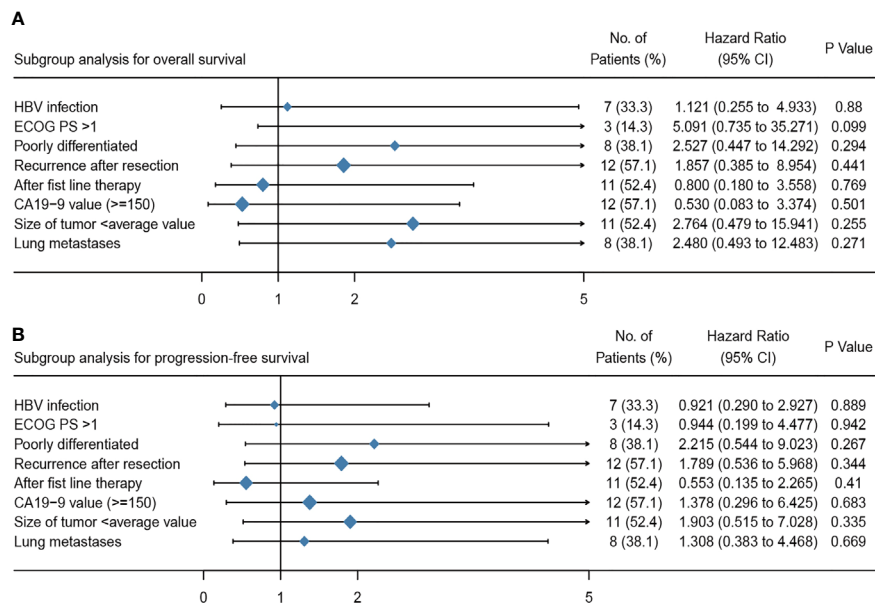 A
Subgroup analysis for overall survival No. of Patients (%) Hazard Ratio (95% CI) P Value
HBV infection 7 (33.3) 1.121 (0.255 to 4.933) 0.88
ECOG PS >1 3 (14.3) 5.091 (0.735 to 35.271) 0.099
Poorly differentiated 8 (38.1) 2.527 (0.447 to 14.292) 0.294
Recurrence after resection 12 (57.1) 1.857 (0.385 to 8.954) 0.441
After fist line therapy 11 (52.4) 0.800 (0.180 to 3.558) 0.769
CA19-9 value (>=150) 12 (57.1) 0.530 (0.083 to 3.374) 0.501
Size of tumor <average value 11 (52.4) 2.764 (0.479 to 15.941) 0.255
Lung metastases 8 (38.1) 2.480 (0.493 to 12.483) 0.271
0 1 2 5
B
Subgroup analysis for progression-free survival No. of Patients (%) Hazard Ratio (95% CI) P Value
HBV infection 7 (33.3) 0.921 (0.290 to 2.927) 0.889
ECOG PS >1 3 (14.3) 0.944 (0.199 to 4.477) 0.942
Poorly differentiated 8 (38.1) 2.215 (0.544 to 9.023) 0.267
Recurrence after resection 12 (57.1) 1.789 (0.536 to 5.968) 0.344
After fist line therapy 11 (52.4) 0.553 (0.135 to 2.265) 0.41
CA19-9 value (>=150) 12 (57.1) 1.378 (0.296 to 6.425) 0.683
Size of tumor <average value 11 (52.4) 1.903 (0.515 to 7.028) 0.335
Lung metastases 8 (38.1) 1.308 (0.383 to 4.468) 0.669
0 1 2 5